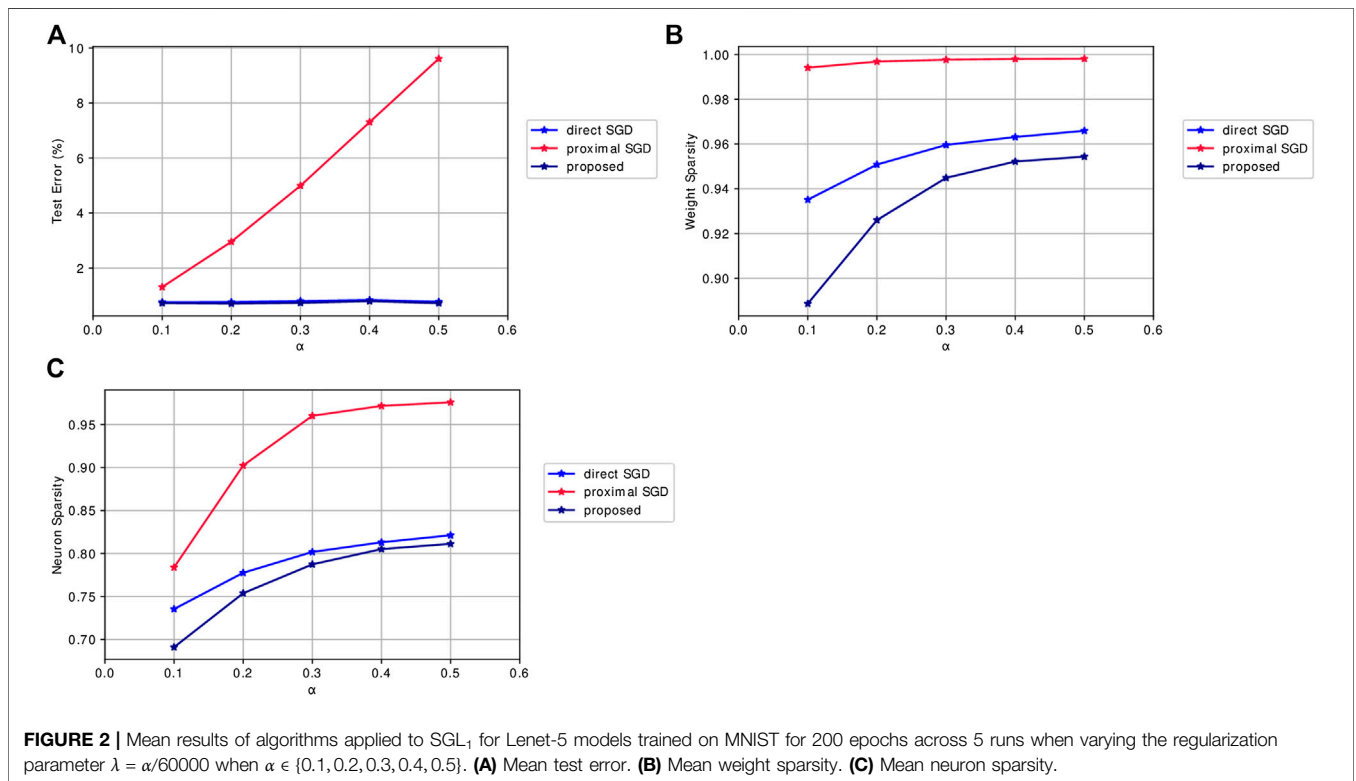 A
10
8
6
4
2
Test Error (%)
0.0 0.1 0.2 0.3 0.4 0.5 0.6
α
direct SGD
proximal SGD
proposed
B
1.00
0.98
0.96
0.94
0.92
0.90
Weight Sparsity
0.0 0.1 0.2 0.3 0.4 0.5 0.6
α
direct SGD
proximal SGD
proposed
C
0.95
0.90
0.85
0.80
0.75
0.70
Neuron Sparsity
0.0 0.1 0.2 0.3 0.4 0.5 0.6
α
direct SGD
proximal SGD
proposed
FIGURE 2 | Mean results of algorithms applied to SGL₁ for Lenet-5 models trained on MNIST for 200 epochs across 5 runs when varying the regularization
parameter λ = α/60000 when α ∈ {0.1, 0.2, 0.3, 0.4, 0.5}. (A) Mean test error. (B) Mean weight sparsity. (C) Mean neuron sparsity.